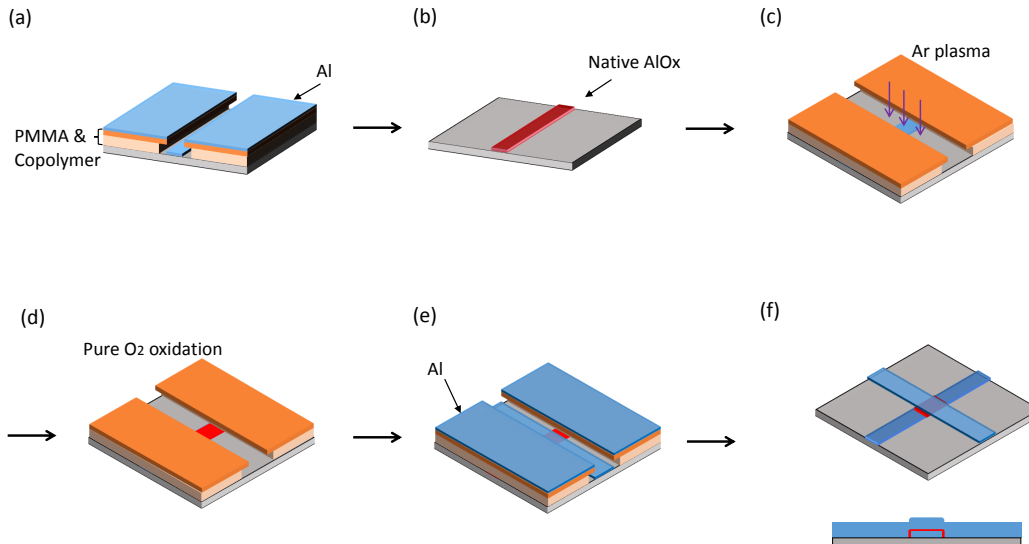 (a)
Al
PMMA &
Copolymer
(b)
Native AlOx
(c)
Ar plasma
(d)
Pure O2 oxidation
(e)
Al
(f)